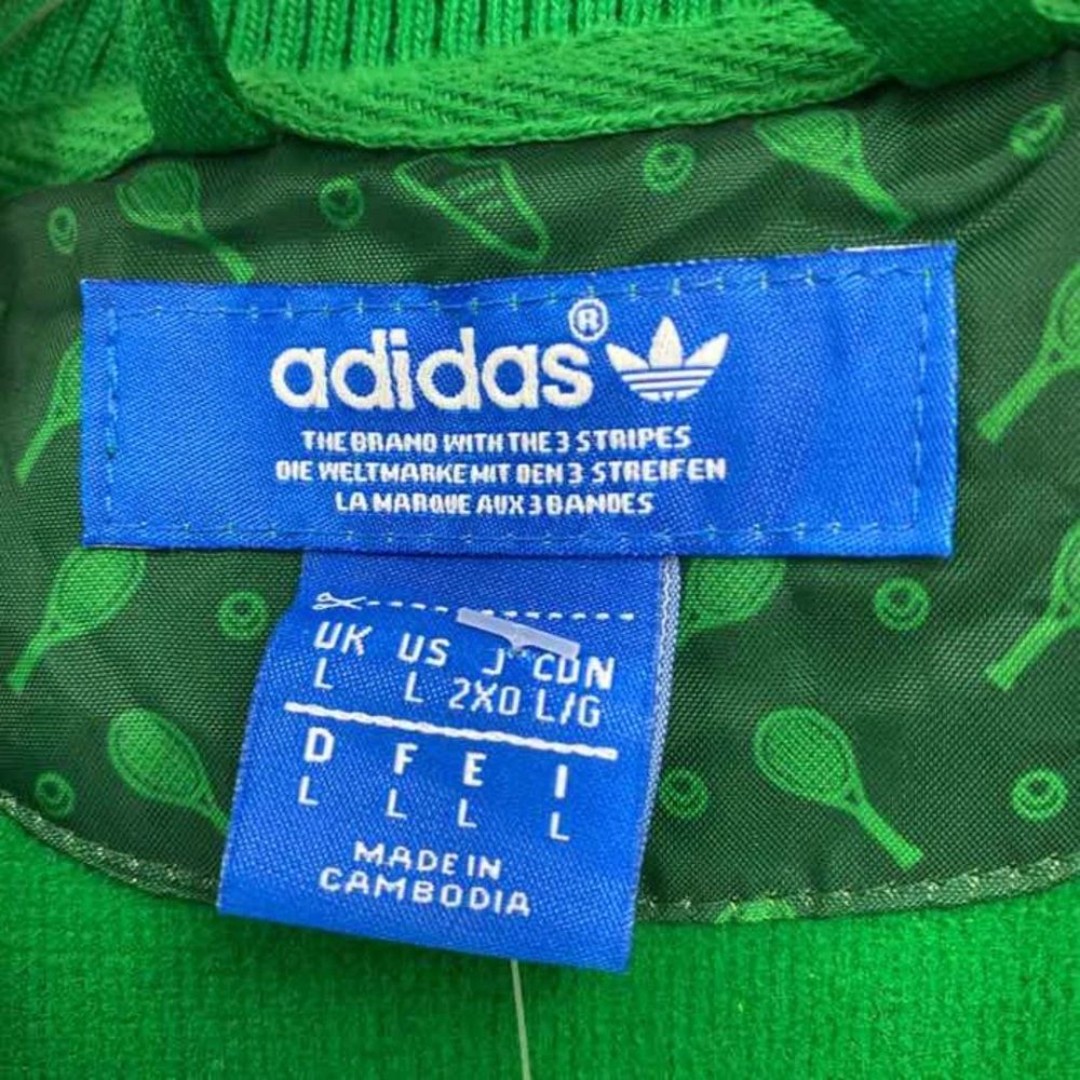 adidas®
THE BRAND WITH THE 3 STRIPES
DIE WELTMARKE MIT DEN 3 STREIFEN
LA MARQUE AUX 3 BANDES
UK US J CDN
L L 2XO L/G
D F E I
L L L L
MADE IN
CAMBODIA